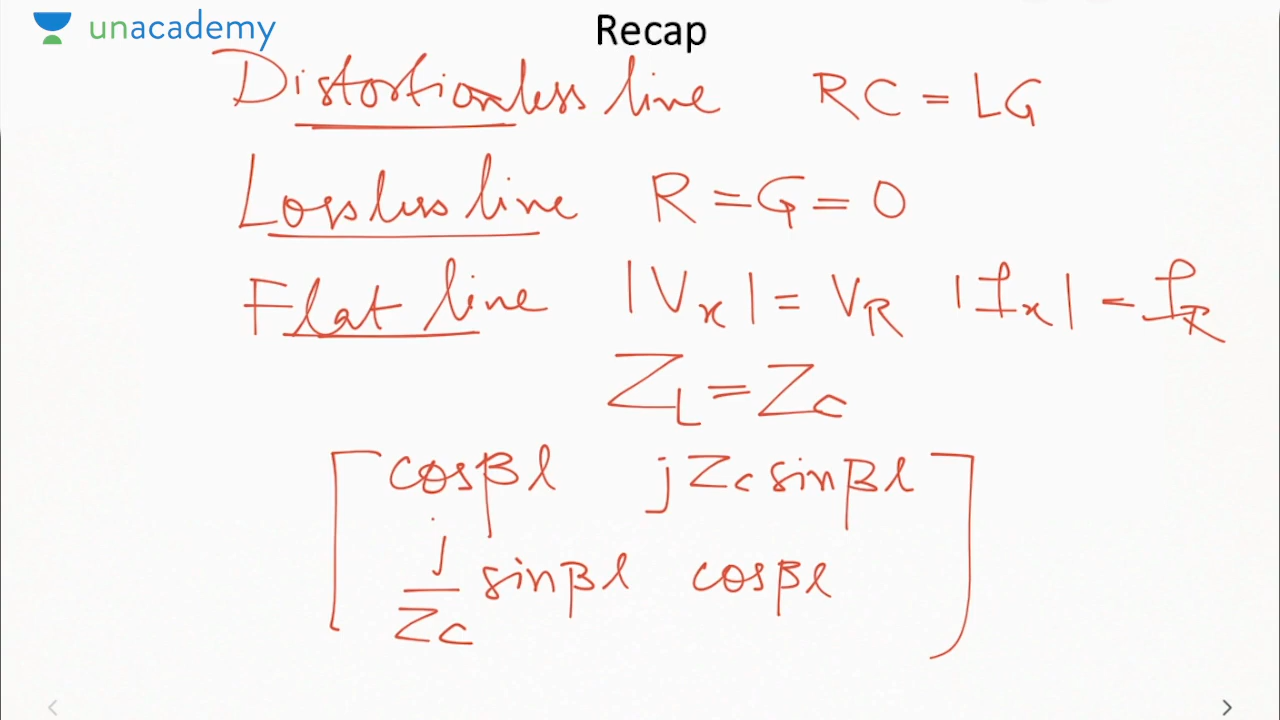 unacademy
Recap
Distortionless line RC = LG
Lossless line R = G = 0
Flat line |Vx| = VR |Ix| = IR
ZL = Zc
cosβl jZc sinβl
j/Zc sinβl cosβl